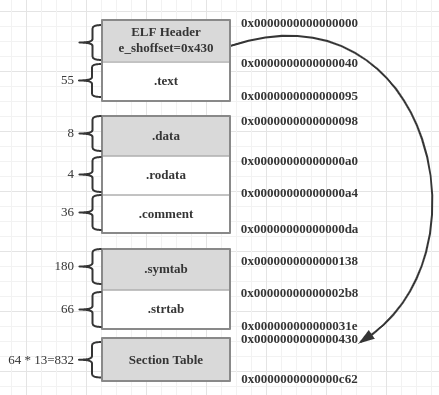 ELF Header
e_shoffset=0x430
0x0000000000000000
0x0000000000000040
55
.text
0x0000000000000095
0x0000000000000098
8
.data
0x00000000000000a0
4
.rodata
0x00000000000000a4
36
.comment
0x00000000000000da
0x0000000000000138
180
.symtab
0x00000000000002b8
66
.strtab
0x000000000000031e
0x0000000000000430
64 * 13=832
Section Table
0x0000000000000c62